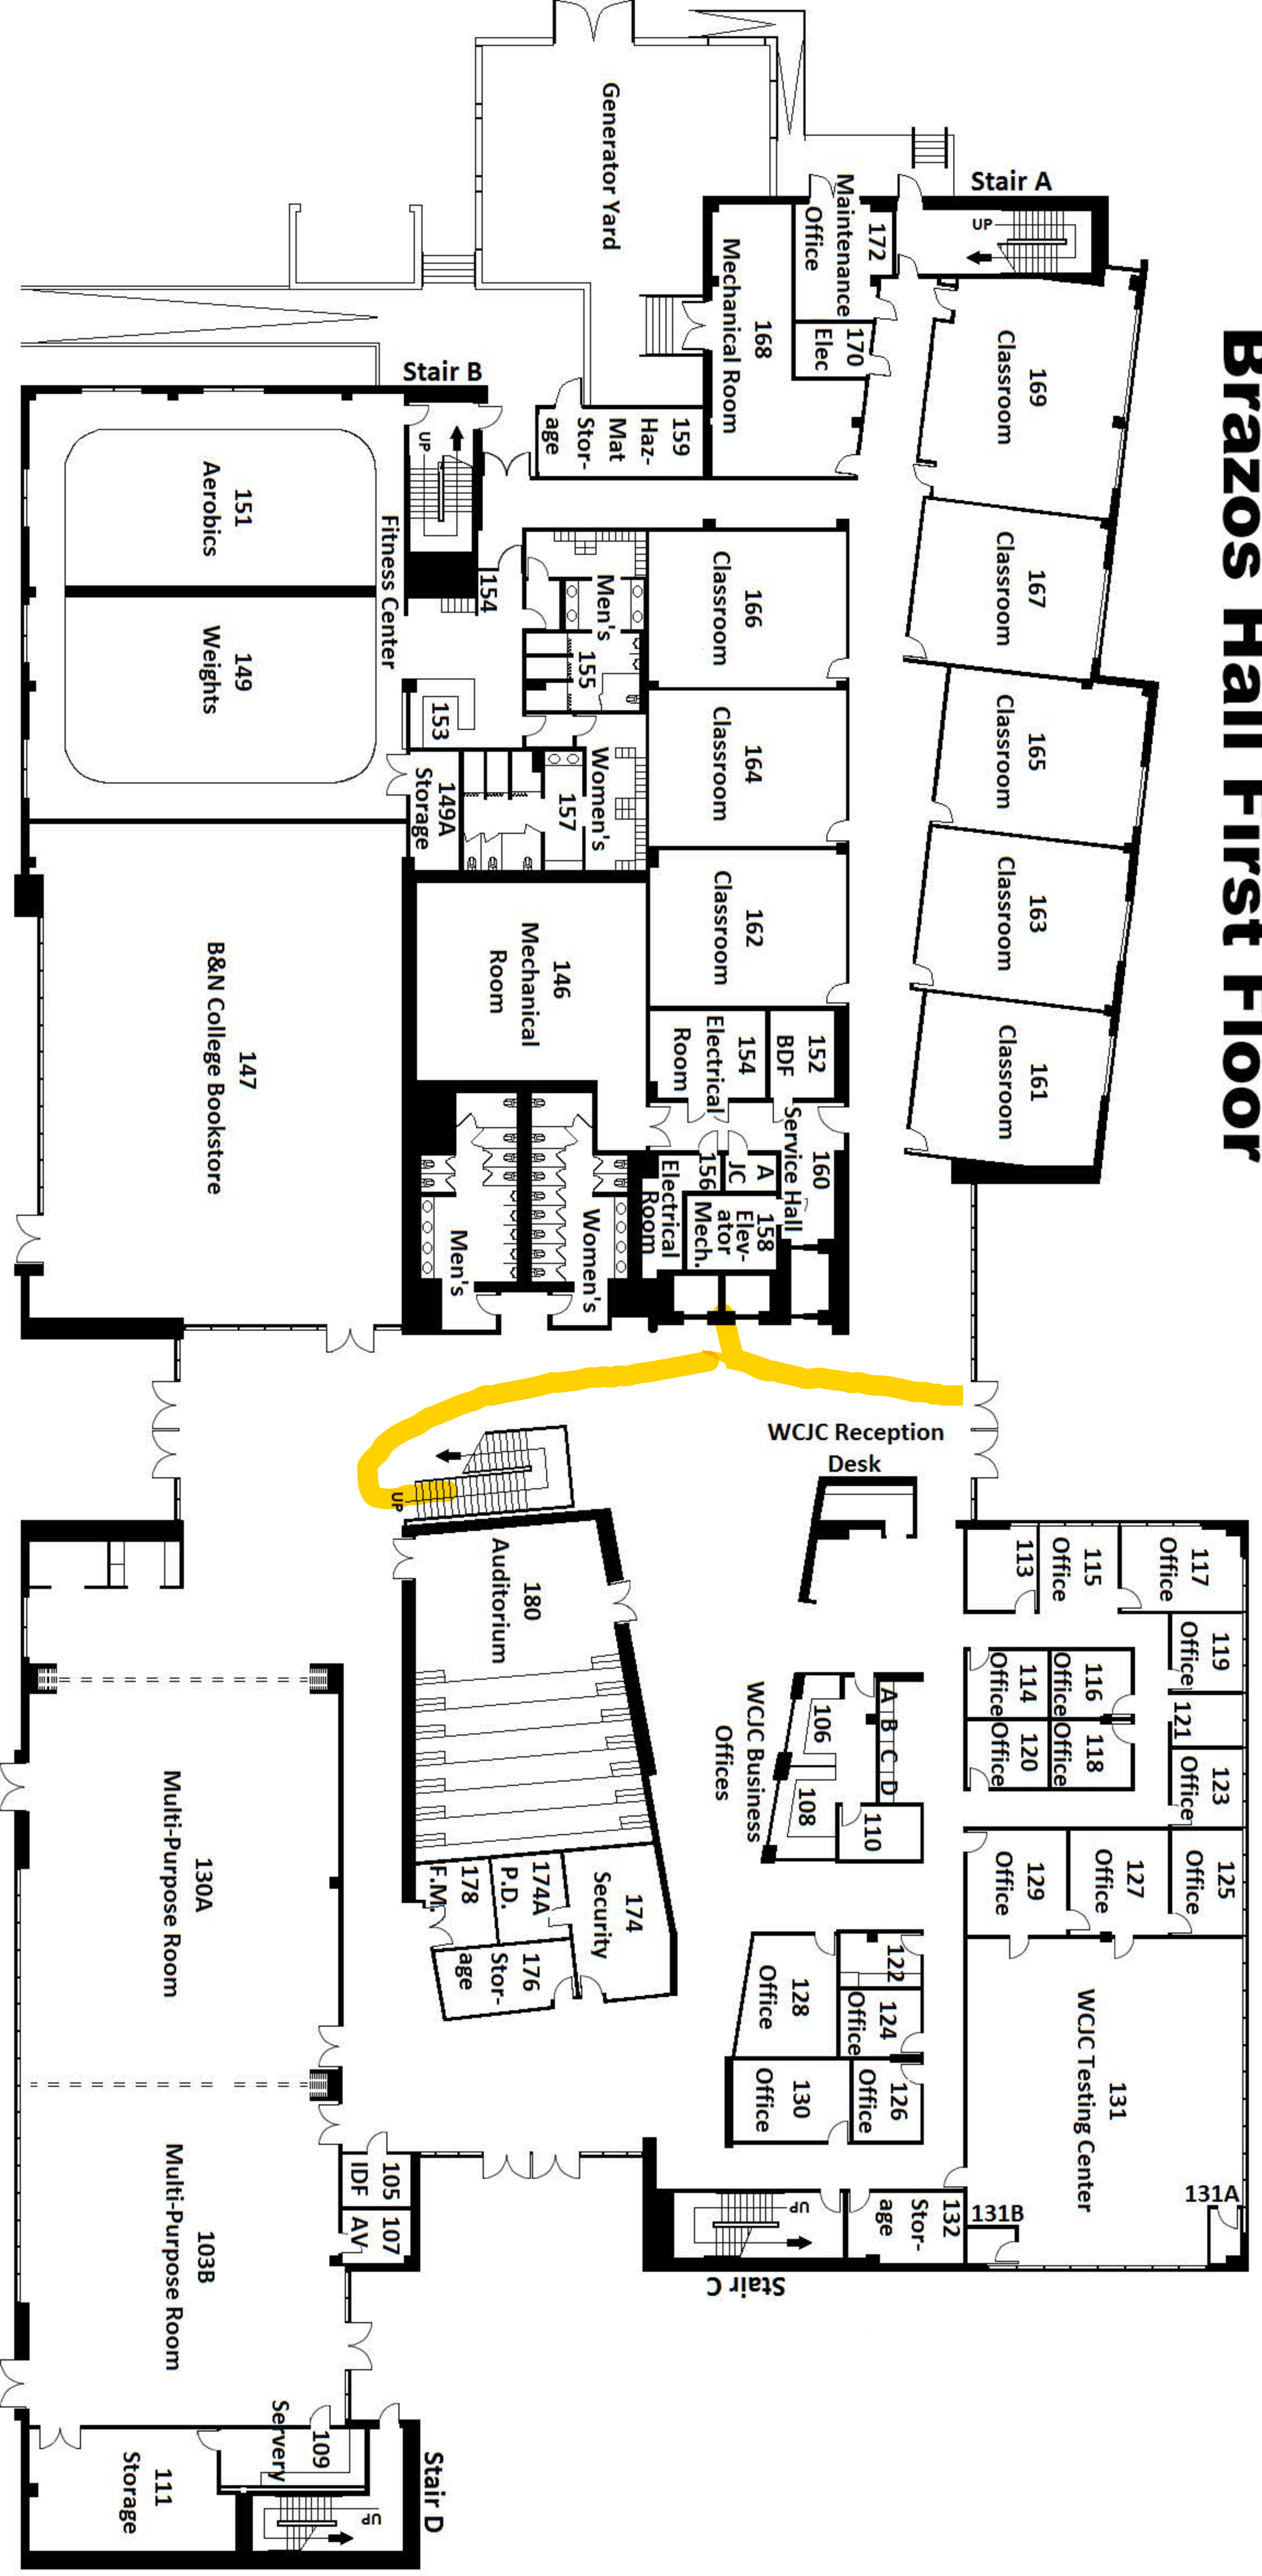 Brazos Hall First Floor
Generator Yard
Stair A
UP
172
Maintenance
Office
168
Mechanical Room
170
Elec
169
Classroom
Stair B
UP
159
Haz-
Mat
Stor-
age
167
Classroom
166
Classroom
151
Aerobics
Fitness Center
149
Weights
154
Men's
155
153
149A
Storage
Women's
157
165
Classroom
164
Classroom
163
Classroom
162
Classroom
161
Classroom
146
Mechanical
Room
147
B&N College Bookstore
152
BDF
154
Electrical
Room
160
Service Hall
A
JC
156
Electrical
Room
158
Elev-
ator
Mech.
Women's
Men's
WCJC Reception
Desk
UP
180
Auditorium
113
115
Office
117
Office
119
Office
114
Office
116
Office
121
120
Office
118
Office
123
Office
A B C D
106
108
110
WCJC Business
Offices
129
Office
127
Office
125
Office
174
Security
174A
P.D.
178
F.M.
176
Stor-
age
122
124
Office
126
Office
128
Office
130
Office
131
WCJC Testing Center
131A
131B
132
Stor-
age
UP
Stair C
130A
Multi-Purpose Room
103B
Multi-Purpose Room
105
IDF
107
AV
109
Servery
111
Storage
UP
Stair D